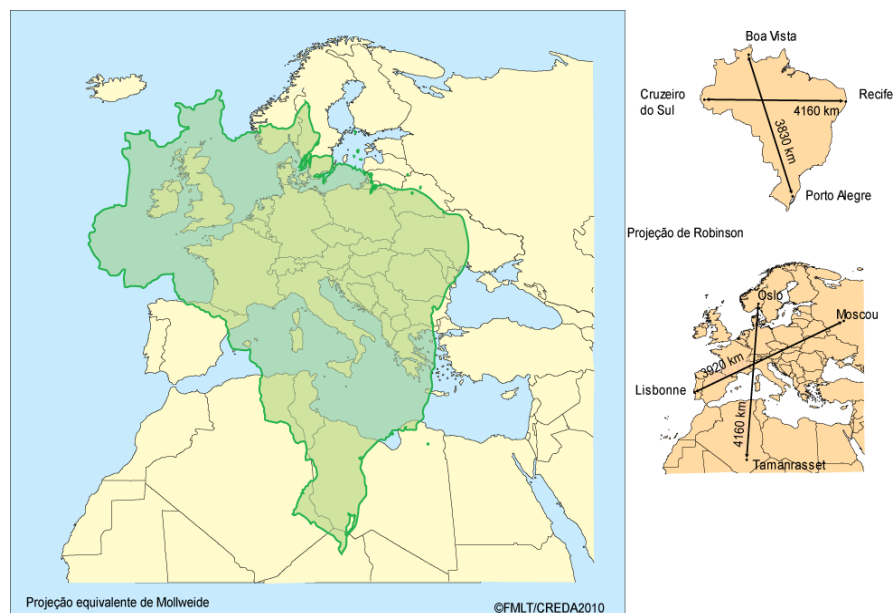 Boa Vista
Cruzeiro
do Sul
Recife
4160 km
3830 km
Porto Alegre
Projeção de Robinson
Oslo
Moscou
3920 km
Lisbonne
4160 km
Tamanrasset
Projeção equivalente de Mollweide
©FMLT/CREDA2010